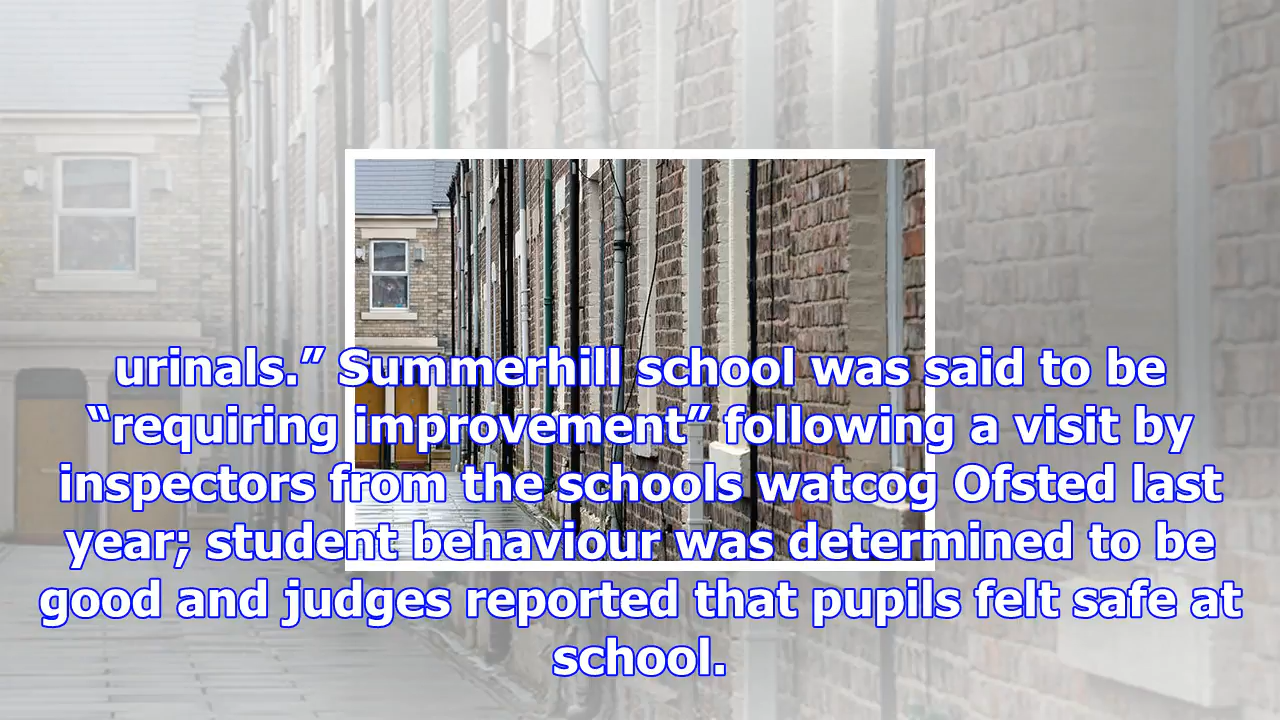 urinals.” Summerhill school was said to be
“requiring improvement” following a visit by
inspectors from the schools watcog Ofsted last
year; student behaviour was determined to be
good and judges reported that pupils felt safe at
school.